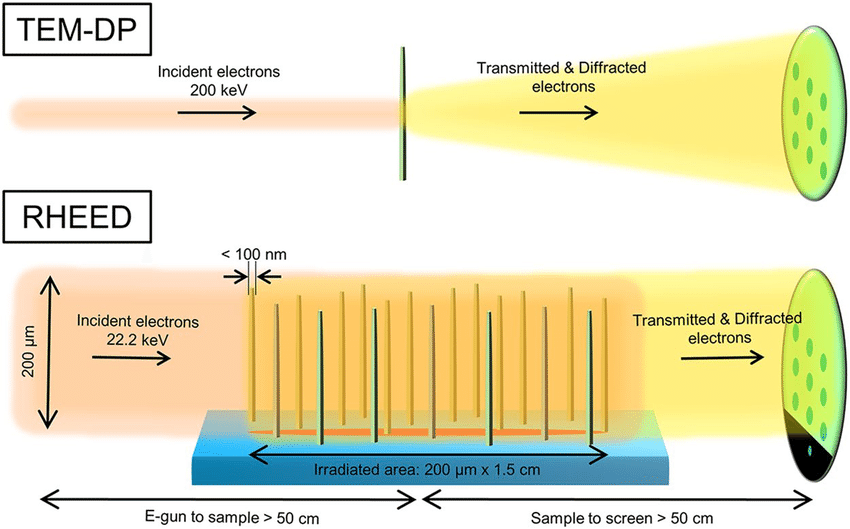 TEM-DP
Incident electrons
200 keV
Transmitted & Diffracted
electrons
RHEED
< 100 nm
200 µm
Incident electrons
22.2 keV
Transmitted & Diffracted
electrons
Irradiated area: 200 µm x 1.5 cm
E-gun to sample > 50 cm
Sample to screen > 50 cm